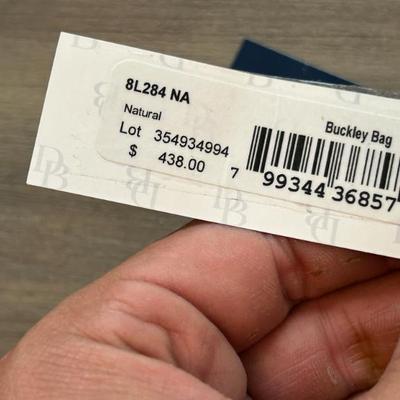 8L284 NA
Natural
Lot 354934994
$ 438.00
Buckley Bag
7 99344 36857